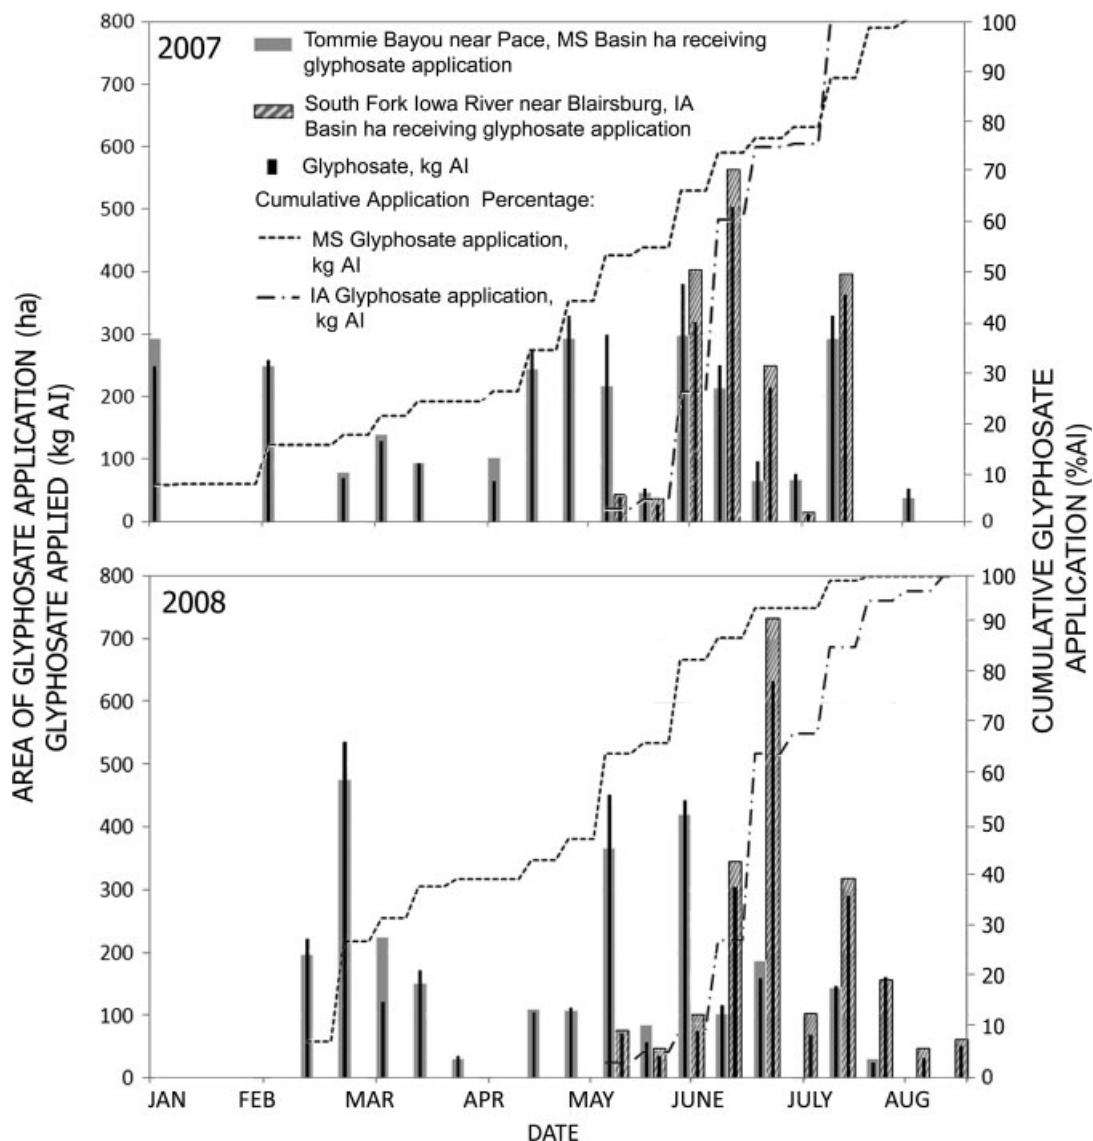 2007
Tommie Bayou near Pace, MS Basin ha receiving
glyphosate application
South Fork Iowa River near Blairsburg, IA
Basin ha receiving glyphosate application
Glyphosate, kg AI
Cumulative Application Percentage:
MS Glyphosate application,
kg AI
IA Glyphosate application,
kg AI
800
700
600
500
400
300
200
100
0
100
90
80
70
60
50
40
30
20
10
0
AREA OF GLYPHOSATE APPLICATION (ha)
GLYPHOSATE APPLIED (kg AI)
CUMULATIVE GLYPHOSATE
APPLICATION (%AI)
2008
800
700
600
500
400
300
200
100
0
100
90
80
70
60
50
40
30
20
10
0
JAN FEB MAR APR MAY JUNE JULY AUG
DATE